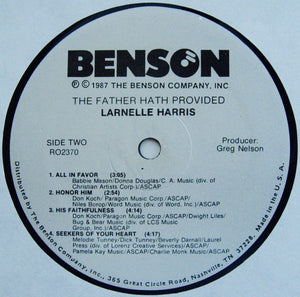 BENSON
℗ © 1987 THE BENSON COMPANY, INC.
THE FATHER HATH PROVIDED
LARNELLE HARRIS
SIDE TWO
RO2370
Producer:
Greg Nelson
1. ALL IN FAVOR (3:05)
Babbie Mason/Donna Douglas/C. A. Music (div. of
Christian Artists Corp.)/ASCAP
2. HONOR HIM (2:54)
Don Koch/Paragon Music Corp./ASCAP/Dwight Liles/
Niles Borop/Word Music (div. of Word, Inc.)/ASCAP
3. HIS FAITHFULNESS (4:14)
Don Koch/Paragon Music Corp./ASCAP/Dwight Liles/
Bug and Bear Music (div. of LCS Music
Group, Inc.)/ASCAP
4. SEEKERS OF YOUR HEART (4:17)
Melodie Tunney/Dick Tunney/Beverly Darnall/Laurel
Press (div. of Lorenz Creative Services)/ASCAP/
Pamela Kay Music/ASCAP/Charlie Monk Music/ASCAP
Distributed By The Benson Company, Inc., 365 Great Circle Road, Nashville, TN 37228. Made in the U.S.A.